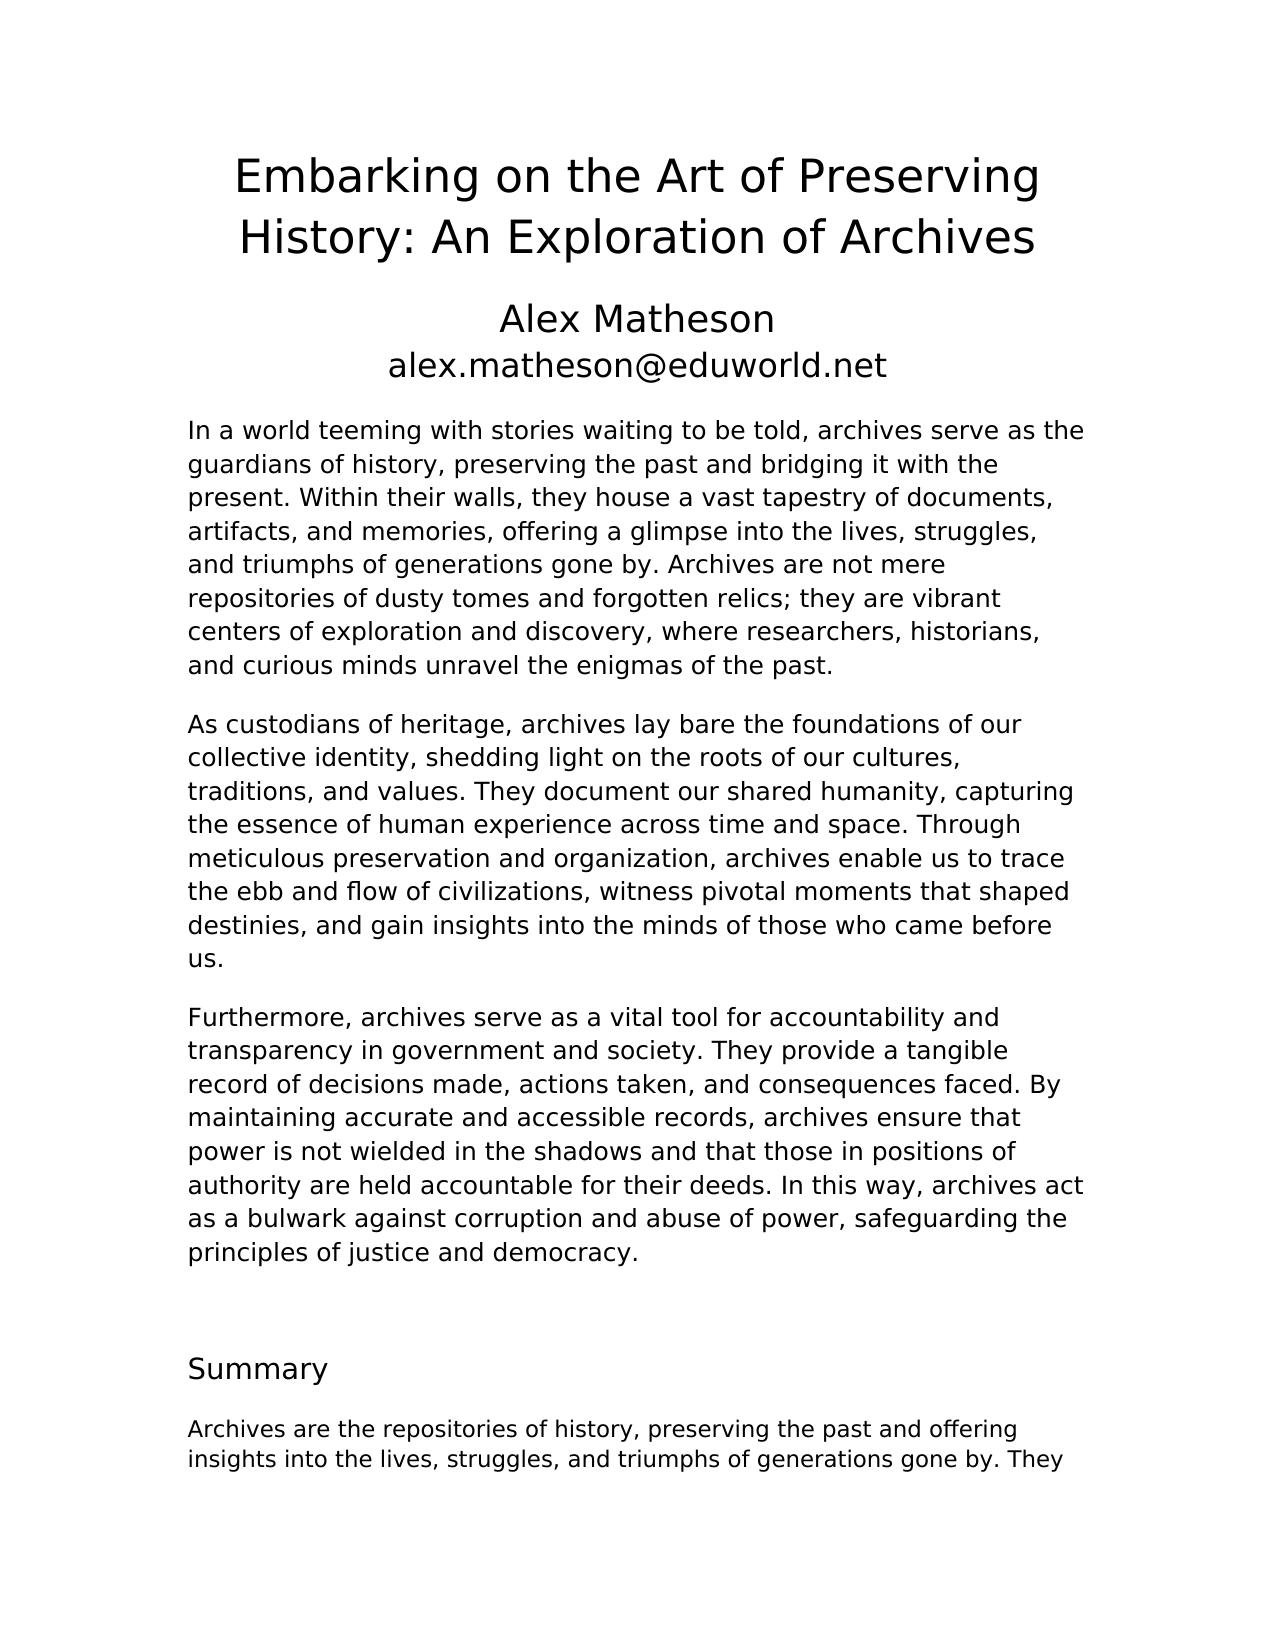 Embarking on the Art of Preserving
History: An Exploration of Archives
Alex Matheson
alex.matheson@eduworld.net
In a world teeming with stories waiting to be told, archives serve as the
guardians of history, preserving the past and bridging it with the
present. Within their walls, they house a vast tapestry of documents,
artifacts, and memories, offering a glimpse into the lives, struggles,
and triumphs of generations gone by. Archives are not mere
repositories of dusty tomes and forgotten relics; they are vibrant
centers of exploration and discovery, where researchers, historians,
and curious minds unravel the enigmas of the past.
As custodians of heritage, archives lay bare the foundations of our
collective identity, shedding light on the roots of our cultures,
traditions, and values. They document our shared humanity, capturing
the essence of human experience across time and space. Through
meticulous preservation and organization, archives enable us to trace
the ebb and flow of civilizations, witness pivotal moments that shaped
destinies, and gain insights into the minds of those who came before
us.
Furthermore, archives serve as a vital tool for accountability and
transparency in government and society. They provide a tangible
record of decisions made, actions taken, and consequences faced. By
maintaining accurate and accessible records, archives ensure that
power is not wielded in the shadows and that those in positions of
authority are held accountable for their deeds. In this way, archives act
as a bulwark against corruption and abuse of power, safeguarding the
principles of justice and democracy.
Summary
Archives are the repositories of history, preserving the past and offering
insights into the lives, struggles, and triumphs of generations gone by. They